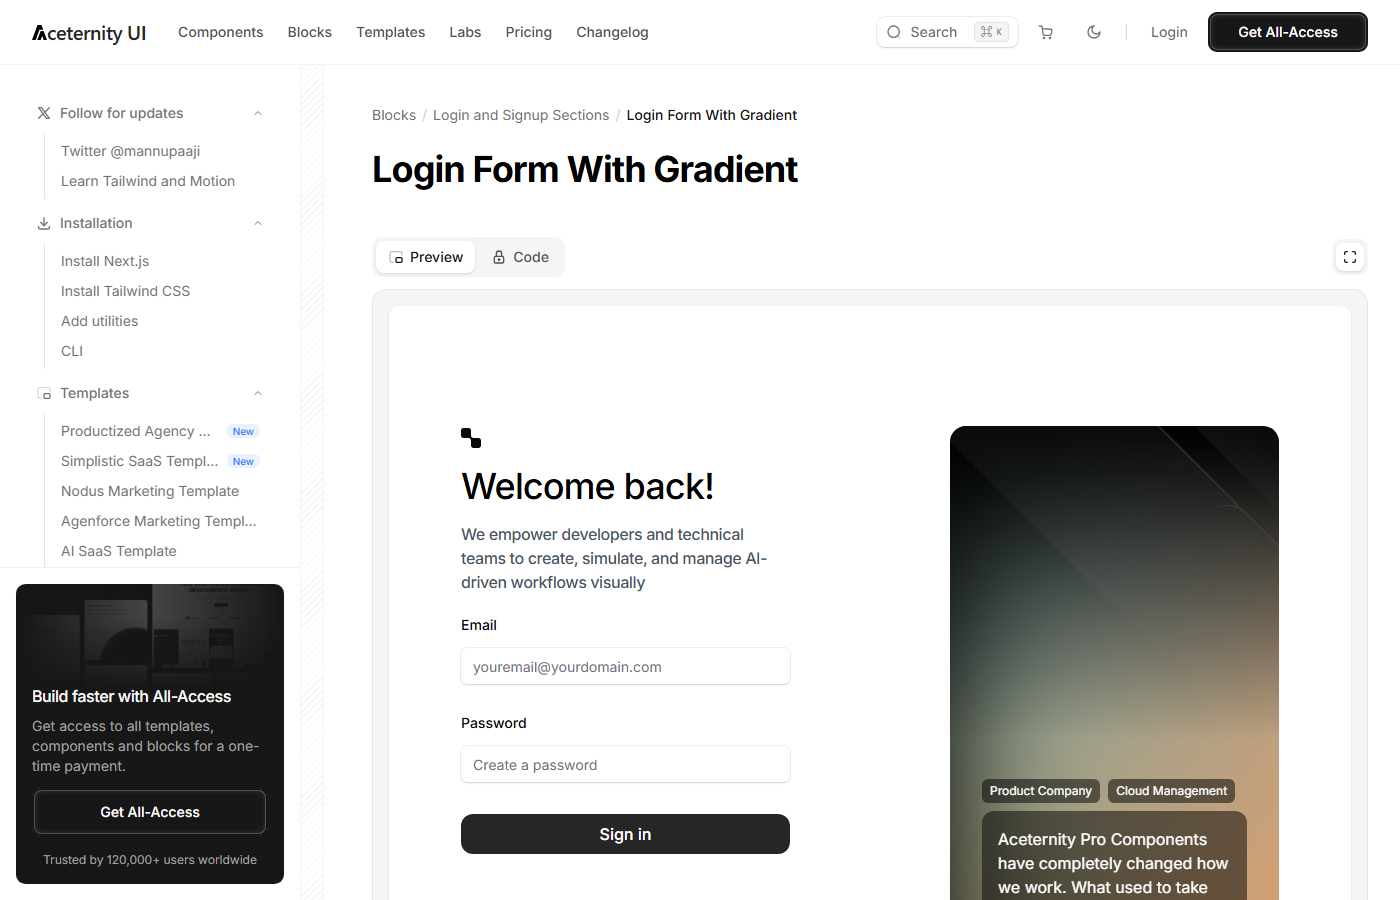 Aceternity UI
Components
Blocks
Templates
Labs
Pricing
Changelog
Search
⌘ K
Login
Get All-Access
Follow for updates
Twitter @mannupaaji
Learn Tailwind and Motion
Installation
Install Next.js
Install Tailwind CSS
Add utilities
CLI
Templates
Productized Agency ... New
Simplistic SaaS Templ... New
Nodus Marketing Template
Agenforce Marketing Templ...
AI SaaS Template
Build faster with All-Access
Get access to all templates,
components and blocks for a one-
time payment.
Get All-Access
Trusted by 120,000+ users worldwide
Blocks / Login and Signup Sections / Login Form With Gradient
Login Form With Gradient
Preview
Code
Welcome back!
We empower developers and technical
teams to create, simulate, and manage AI-
driven workflows visually
Email
youremail@yourdomain.com
Password
Create a password
Sign in
Product Company
Cloud Management
Aceternity Pro Components
have completely changed how
we work. What used to take